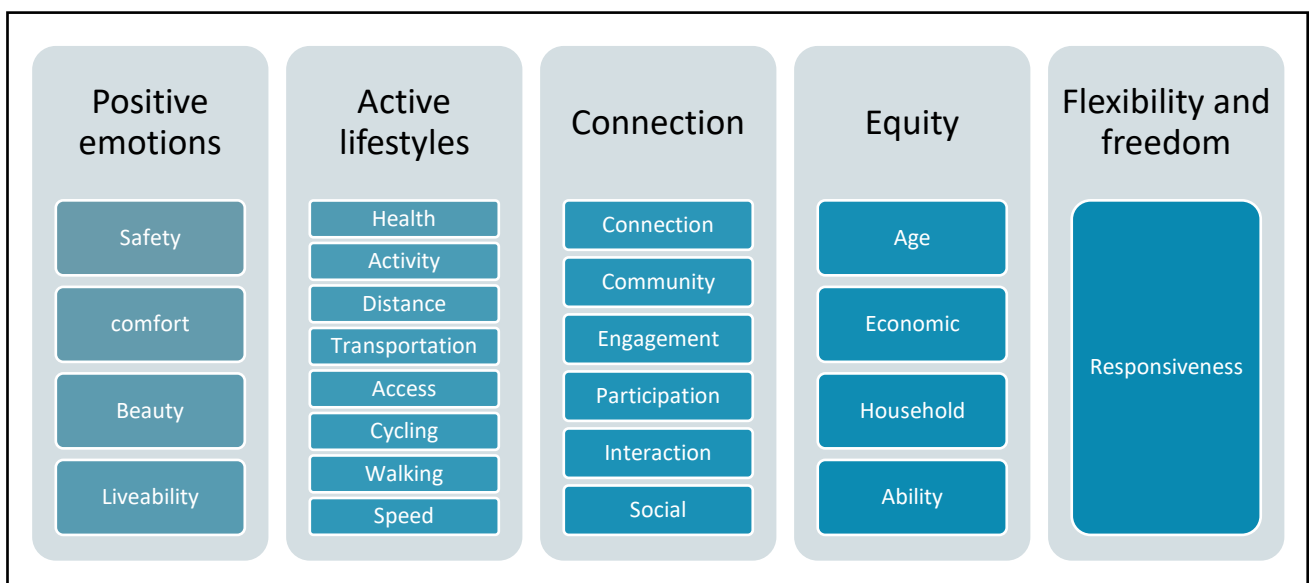 Positive
emotions
Safety
comfort
Beauty
Liveability
Active
lifestyles
Health
Activity
Distance
Transportation
Access
Cycling
Walking
Speed
Connection
Connection
Community
Engagement
Participation
Interaction
Social
Equity
Age
Economic
Household
Ability
Flexibility and
freedom
Responsiveness